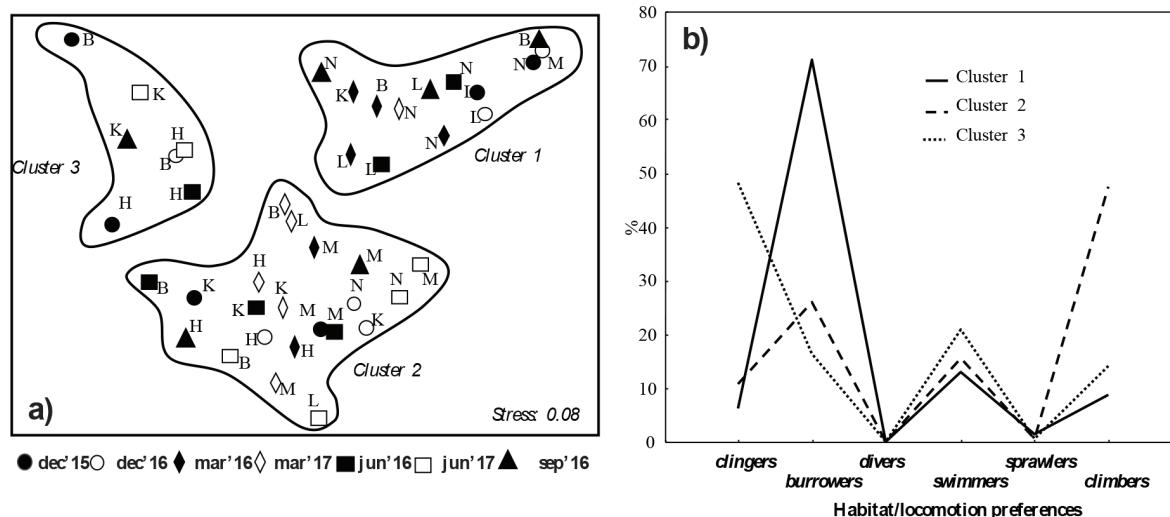 B
K
K
H
B
Cluster 3
H
H
B
N
M
N
N
K
B
L
N
L
L
N
L
L
Cluster 1
B
L
M
M
H
B
K
K
N
N
M
K
M
M
K
H
H
H
B
Cluster 2
M
L
a)
Stress: 0.08
dec'15 dec'16 mar'16 mar'17 jun'16 jun'17 sep'16
b)
80
70
60
50
40
30
20
10
0
%
Cluster 1
Cluster 2
Cluster 3
clingers divers sprawlers
burrowers swimmers climbers
Habitat/locomotion preferences